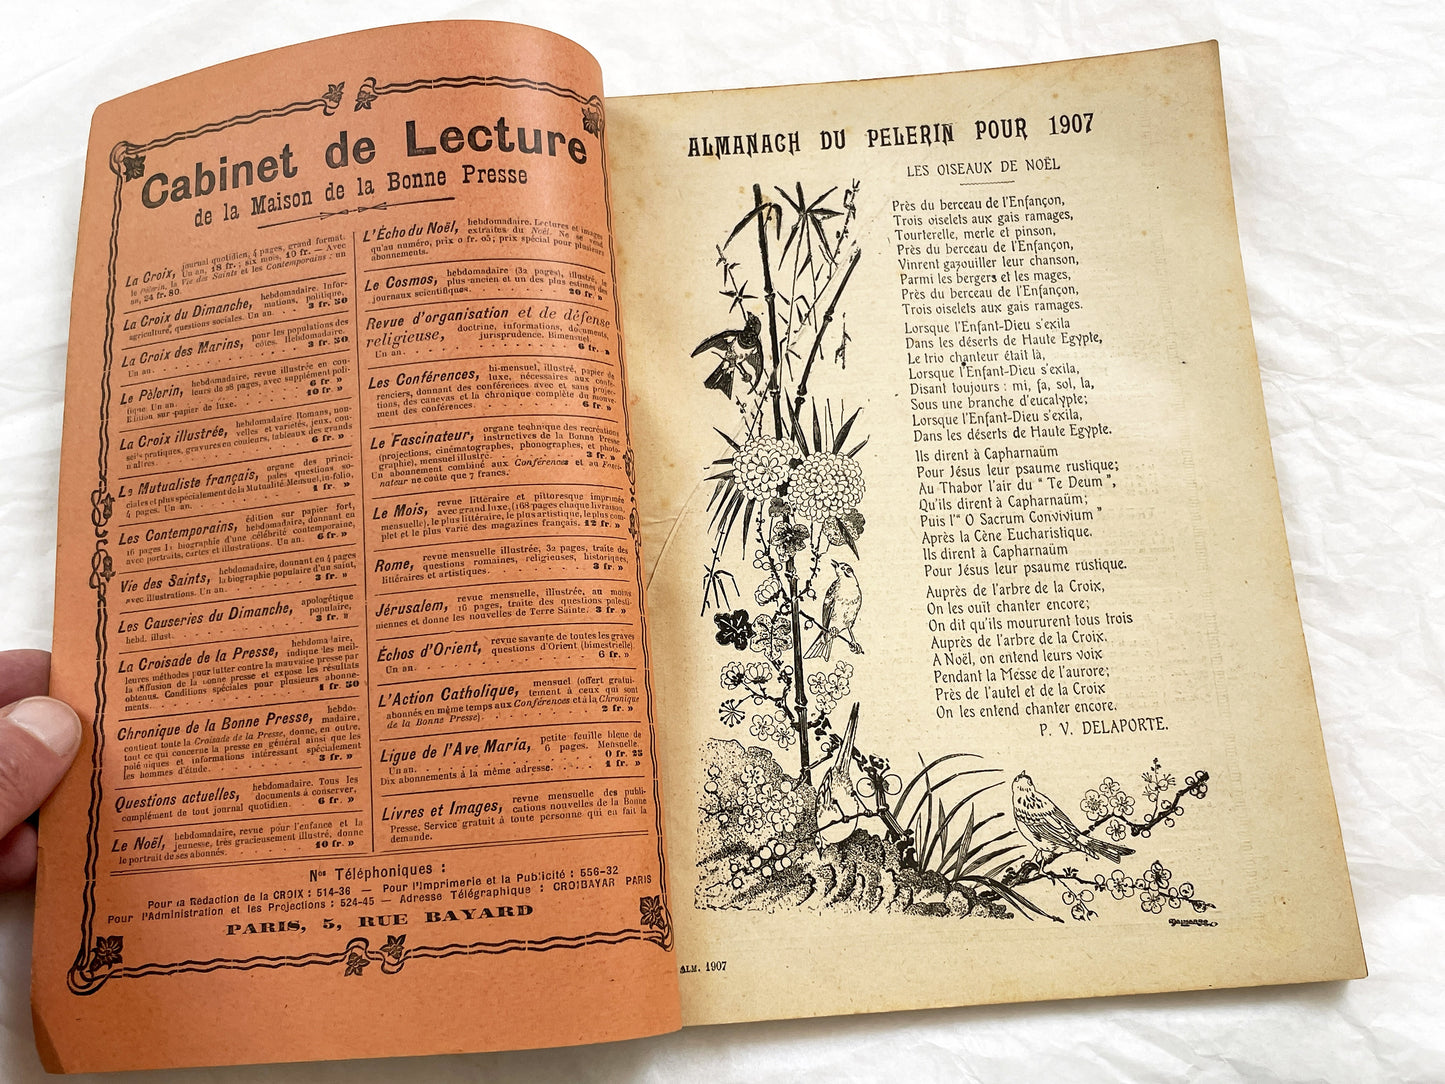 Cabinet de Lecture
de la Maison de la Bonne Presse
La Croix, journal quotidien, 4 pages, grand format.
Un an, 18 fr.; six mois, 10 fr. — Avec
le Pèlerin, la Vie des Saints et les Contemporains : un
an, 24 fr. 80.
La Croix du Dimanche, hebdomadaire. Infor-
mations, politique,
agriculture, questions sociales. Un an. 3 fr. 50
La Croix des Marins, pour les populations des
côtes. Hebdomadaire.
Un an. 3 fr. 50
Le Pèlerin, hebdomadaire, revue illustrée en cou-
leurs de 28 pages, avec supplément poli-
tique. Un an. 6 fr. »
Édition sur papier de luxe. 10 fr. »
La Croix illustrée, hebdomadaire Romans, nou-
velles et variétés, jeux, con-
seils pratiques, gravures en couleurs, tableaux des grands
maîtres. 6 fr. »
Le Mutualiste français, organe des princi-
pales questions so-
ciales et plus spécialement de la Mutualité. Mensuel, in-folio,
4 pages. Un an. 1 fr. »
Les Contemporains, édition sur papier fort,
hebdomadaire, donnant en
16 pages la biographie d'une célébrité contemporaine,
avec portraits, cartes et illustrations. Un an. 6 fr. »
Vie des Saints, hebdomadaire, donnant en 4 pages
la biographie populaire d'un saint,
avec illustrations. Un an. 3 fr. »
Les Causeries du Dimanche, apologétique
populaire,
hebd. illust. 3 fr. »
La Croisade de la Presse, hebdomadaire,
indique les meil-
leures méthodes pour lutter contre la mauvaise presse par
la diffusion de la bonne presse et expose les résultats
obtenus. Conditions spéciales pour plusieurs abonne-
ments. 1 fr. 50
Chronique de la Bonne Presse, hebdo-
madaire,
contient toute la Croisade de la Presse, donne, en outre,
tout ce qui concerne la presse en général ainsi que les
polémiques et informations intéressant spécialement
les hommes d'étude. 3 fr. »
Questions actuelles, hebdomadaire. Tous les
documents à conserver,
complément de tout journal quotidien. 6 fr. »
Le Noël, hebdomadaire, revue pour l'enfance et la
jeunesse, très gracieusement illustré, donne
le portrait de ses abonnés. 10 fr. »
L'Écho du Noël, hebdomadaire. Lectures et images
extraites du Noël. Ne se vend
qu'au numéro, prix 0 fr. 05; prix spécial pour plusieurs
abonnements.
Le Cosmos, hebdomadaire (32 pages), illustré, le
plus ancien et un des plus estimés des
journaux scientifiques. 20 fr. »
Revue d'organisation et de défense
religieuse, doctrine, informations, documents,
jurisprudence. Bimensuel.
Un an. 6 fr. »
Les Conférences, bi-mensuel, illustré, papier de
luxe, nécessaires aux confé-
renciers, donnant des conférences avec et sans projec-
tions, des canevas et la chronique complète du mouve-
ment des conférences. 6 fr. »
Le Fascinateur, organe technique des récréations
instructives de la Bonne Presse
(projections, cinématographes, phonographes, et photo-
graphie), mensuel illustré. 3 fr. »
Un abonnement combiné aux Conférences et au Fasci-
nateur ne coûte que 7 francs.
Le Mois, revue littéraire et pittoresque imprimée
avec grand luxe, (168 pages chaque livraison,
mensuelle), le plus littéraire, le plus artistique, le plus com-
plet et le plus varié des magazines français. 12 fr. »
Rome, revue mensuelle illustrée, 32 pages, traite des
questions romaines, religieuses, historiques,
littéraires et artistiques. 3 fr. »
Jérusalem, revue mensuelle, illustrée, au moins
16 pages, traite des questions palesti-
niennes et donne les nouvelles de Terre Sainte. 3 fr. »
Échos d'Orient, revue savante de toutes les graves
questions d'Orient (bimestrielle).
Un an. 6 fr. »
L'Action Catholique, mensuel (offert gratui-
tement à ceux qui sont
abonnés en même temps aux Conférences et à la Chronique
de la Bonne Presse). 2 fr. »
Ligue de l'Ave Maria, petite feuille bleue de
6 pages. Mensuelle.
Un an. 0 fr. 25
Dix abonnements à la même adresse. 1 fr. »
Livres et Images, revue mensuelle des publi-
cations nouvelles de la Bonne
Presse. Service gratuit à toute personne qui en fait la
demande.
Nos Téléphoniques :
Pour la Rédaction de la CROIX : 514-36 — Pour l'Imprimerie et la Publicité : 556-32
Pour l'Administration et les Projections : 524-45 — Adresse Télégraphique : CROIBAYAR PARIS
PARIS, 5, RUE BAYARD
ALMANACH DU PELERIN POUR 1907
LES OISEAUX DE NOËL
Près du berceau de l'Enfançon,
Trois oiselets aux gais ramages,
Tourterelle, merle et pinson,
Près du berceau de l'Enfançon,
Vinrent gazouiller leur chanson,
Parmi les bergers et les mages,
Près du berceau de l'Enfançon,
Trois oiselets aux gais ramages.
Lorsque l'Enfant-Dieu s'exila
Dans les déserts de Haute Egypte,
Le trio chanteur était là,
Lorsque l'Enfant-Dieu s'exila,
Disant toujours : mi, fa, sol, la,
Sous une branche d'eucalypte;
Lorsque l'Enfant-Dieu s'exila,
Dans les déserts de Haute Egypte.
Ils dirent à Capharnaüm
Pour Jésus leur psaume rustique;
Au Thabor l'air du “ Te Deum ”,
Qu'ils dirent à Capharnaüm;
Puis l'“ O Sacrum Convivium ”
Après la Cène Eucharistique.
Ils dirent à Capharnaüm
Pour Jésus leur psaume rustique.
Auprès de l'arbre de la Croix,
On les ouït chanter encore;
On dit qu'ils moururent tous trois
Auprès de l'arbre de la Croix.
A Noël, on entend leurs voix
Pendant la Messe de l'aurore;
Près de l'autel et de la Croix
On les entend chanter encore.
P. V. DELAPORTE.
ALM. 1907